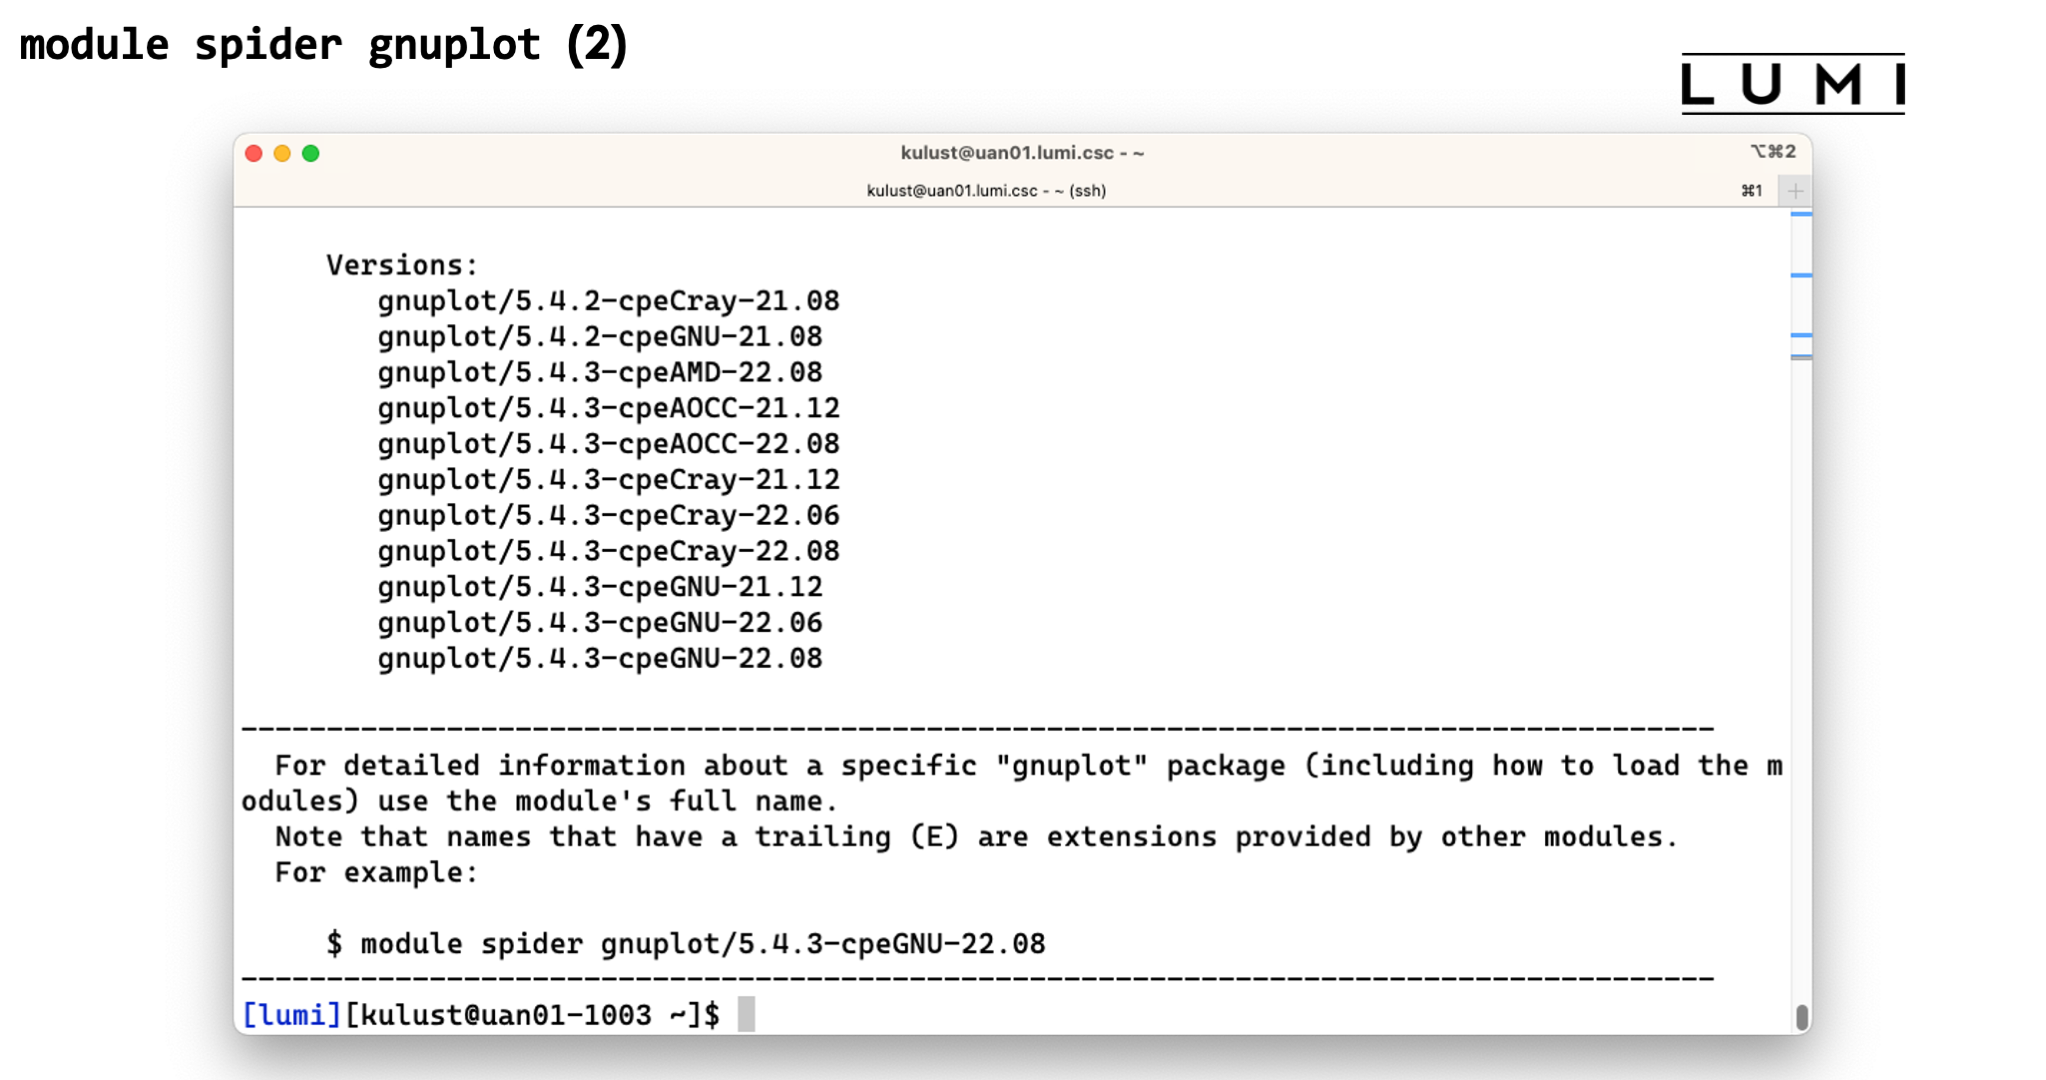 module spider gnuplot (2)
LUMI
kulust@uan01.lumi.csc - ~
⌥⌘2
kulust@uan01.lumi.csc - ~ (ssh)
⌘1
+
Versions:
gnuplot/5.4.2-cpeCray-21.08
gnuplot/5.4.2-cpeGNU-21.08
gnuplot/5.4.3-cpeAMD-22.08
gnuplot/5.4.3-cpeAOCC-21.12
gnuplot/5.4.3-cpeAOCC-22.08
gnuplot/5.4.3-cpeCray-21.12
gnuplot/5.4.3-cpeCray-22.06
gnuplot/5.4.3-cpeCray-22.08
gnuplot/5.4.3-cpeGNU-21.12
gnuplot/5.4.3-cpeGNU-22.06
gnuplot/5.4.3-cpeGNU-22.08
--------------------------------------------------------------------------------------
For detailed information about a specific "gnuplot" package (including how to load the m
odules) use the module's full name.
Note that names that have a trailing (E) are extensions provided by other modules.
For example:
$ module spider gnuplot/5.4.3-cpeGNU-22.08
--------------------------------------------------------------------------------------
[lumi][kulust@uan01-1003 ~]$